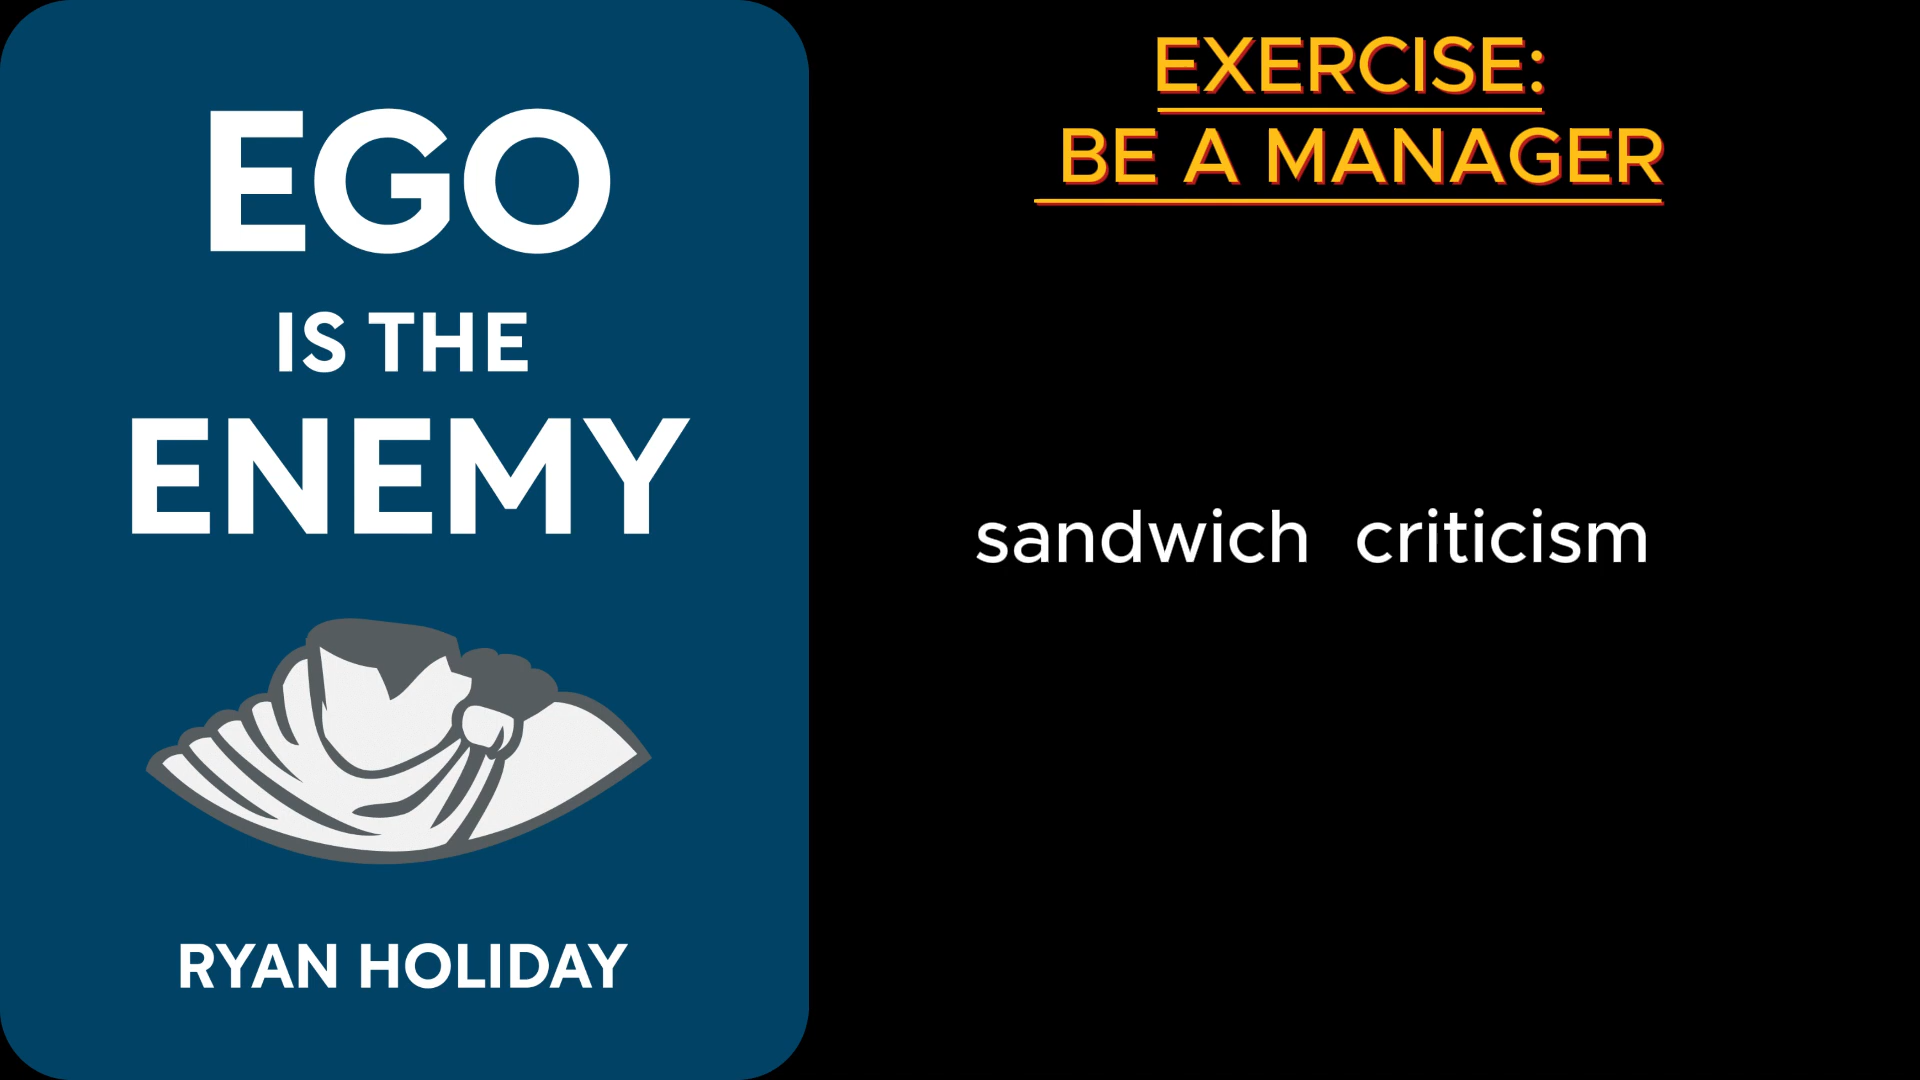 EGO
IS THE
ENEMY
RYAN HOLIDAY
EXERCISE:
BE A MANAGER
sandwich criticism